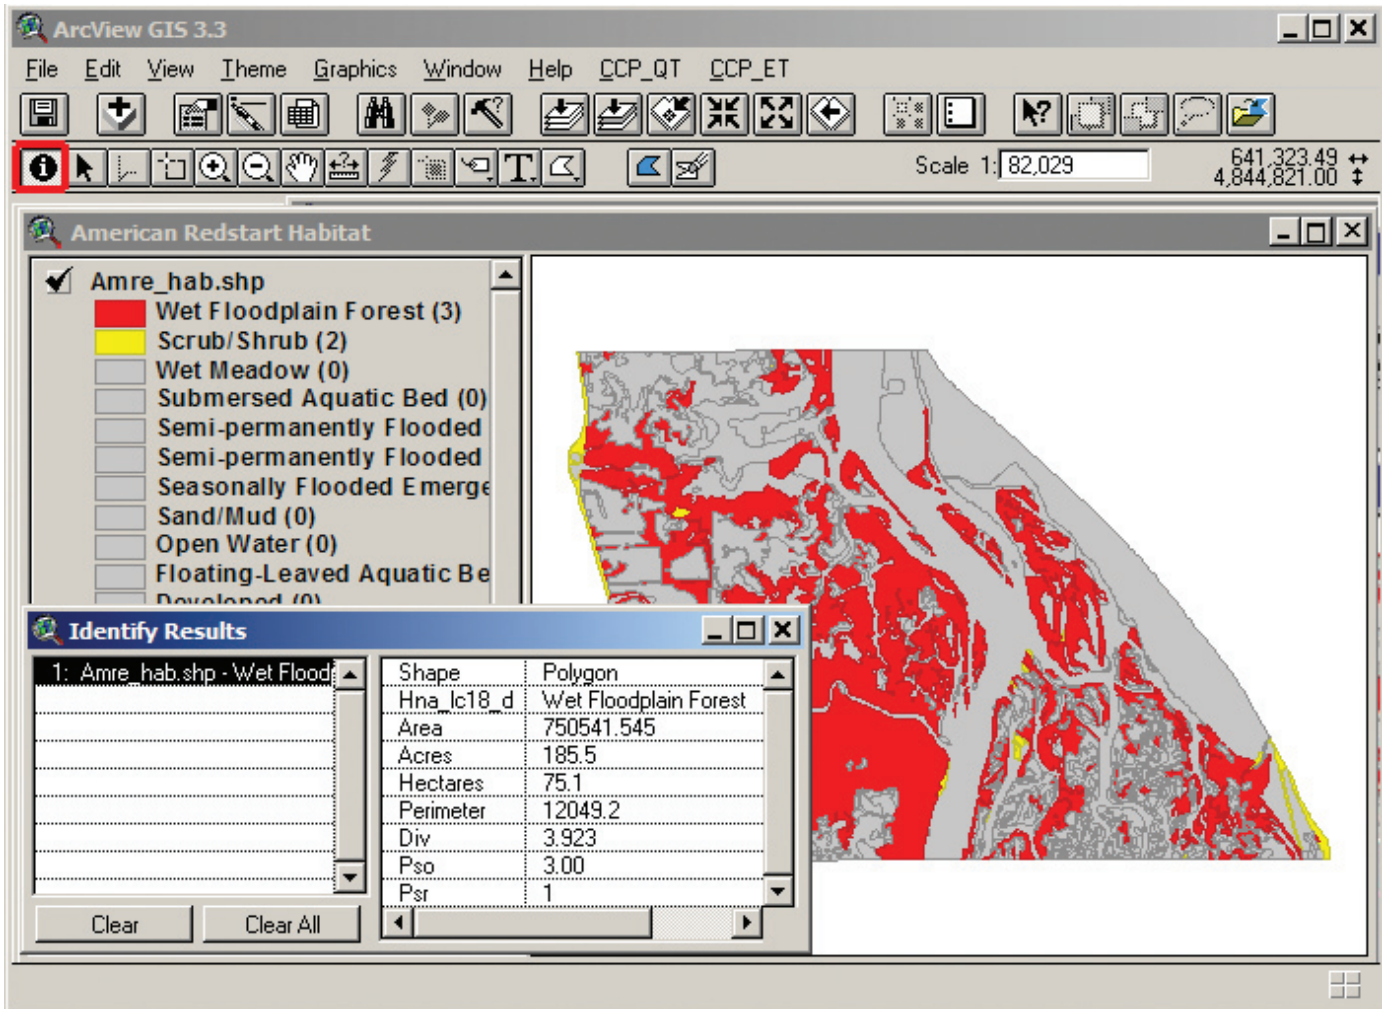 ArcView GIS 3.3
File Edit View Theme Graphics Window Help CCP_QT CCP_ET
Scale 1: 82,029
641,323.49
4,844,821.00
American Redstart Habitat
Amre_hab.shp
Wet Floodplain Forest (3)
Scrub/Shrub (2)
Wet Meadow (0)
Submersed Aquatic Bed (0)
Semi-permanently Flooded
Semi-permanently Flooded
Seasonally Flooded Emerge
Sand/Mud (0)
Open Water (0)
Floating-Leaved Aquatic Be
Developed (0)
Identify Results
1: Amre_hab.shp - Wet Flood
Shape Polygon
Hna_lc18_d Wet Floodplain Forest
Area 750541.545
Acres 185.5
Hectares 75.1
Perimeter 12049.2
Div 3.923
Pso 3.00
Psr 1
Clear Clear All